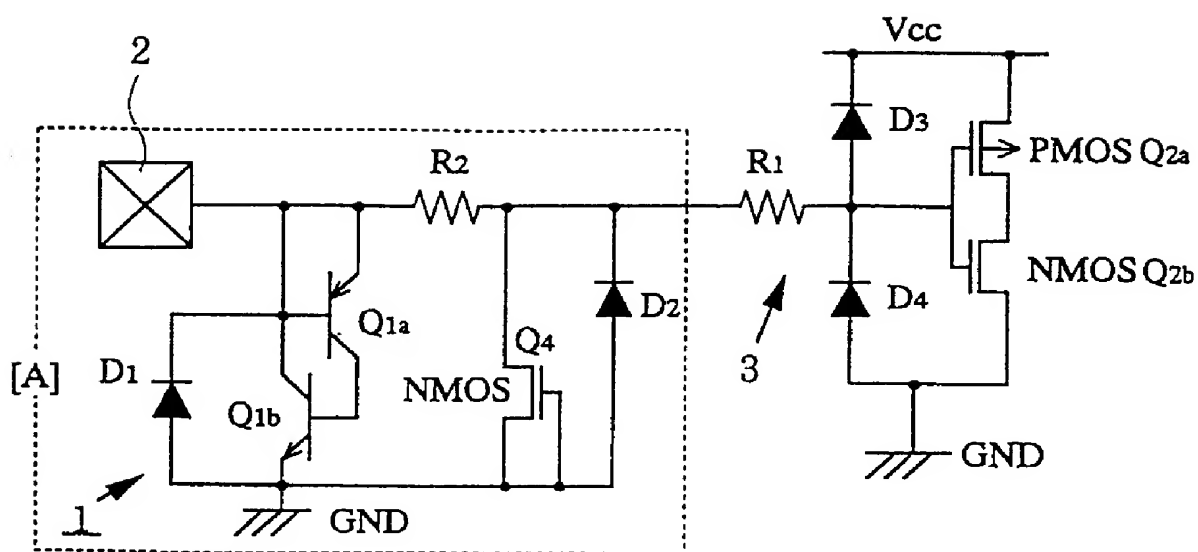 Vcc
2
D3
R2
R1
PMOS Q2a
NMOS Q2b
D4
D2
Q1a
Q4
3
[A]
D1
NMOS
Q1b
GND
1
GND